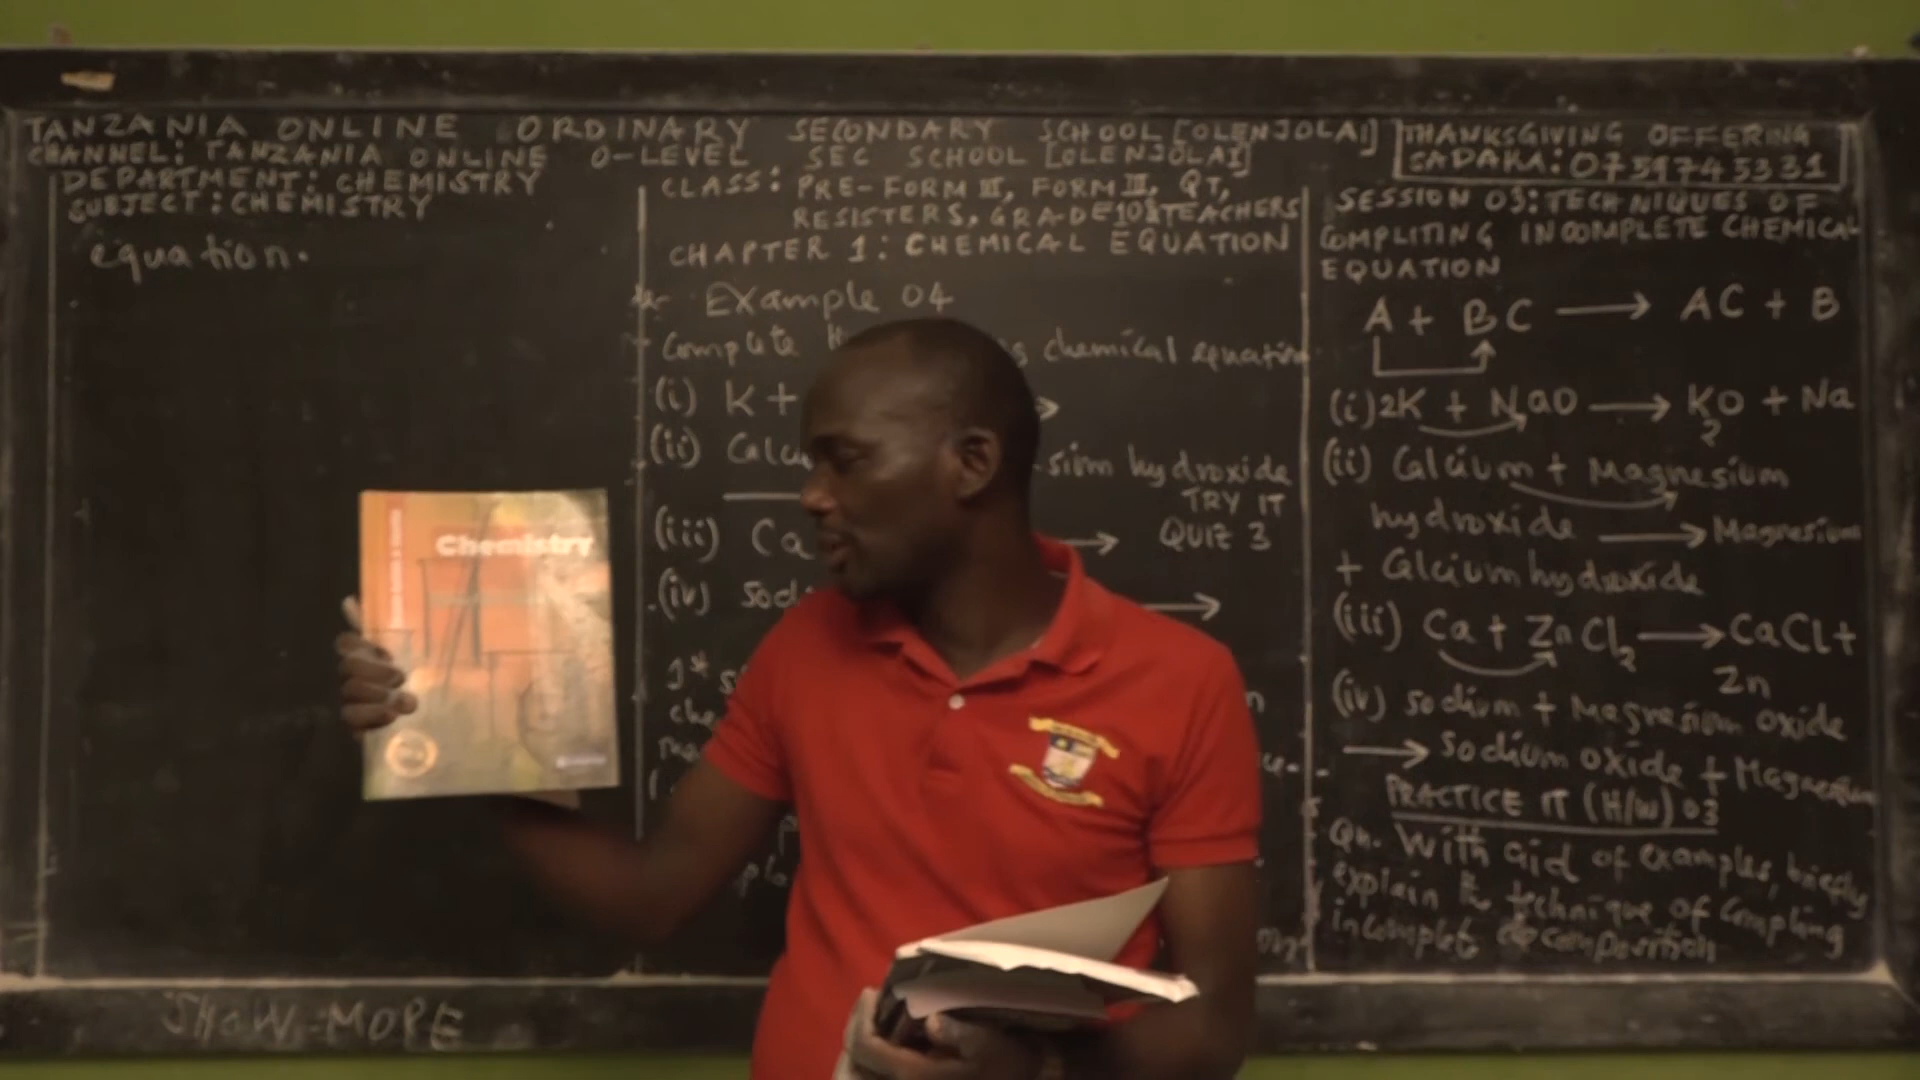 TANZANIA ONLINE ORDINARY SECONDARY SCHOOL [OLENJOLAI]
CHANNEL: TANZANIA ONLINE O-LEVEL SEC SCHOOL [OLENJOLAI]
DEPARTMENT: CHEMISTRY
SUBJECT: CHEMISTRY
equation.
Chemistry
SHOW MORE
CLASS: PRE-FORM III, FORM III, QT,
RESISTERS, GRADE 10 & TEACHERS
CHAPTER 1: CHEMICAL EQUATION
Example 04
Complete chemical equation
(i) K +
(ii) sium hydroxide
TRY IT
(iii) Ca QUIZ 3
(iv) sod
1st
THANKSGIVING OFFERING
SADAKA: 0759745331
SESSION 03: TECHNIQUES OF
COMPLITING INCOMPLETE CHEMICAL
EQUATION
A + BC → AC + B
(i) 2K + NaO → K2O + Na
(ii) Calcium + Magnesium
hydroxide → Magnesium
+ Calcium hydroxide
(iii) Ca + ZnCl2 → CaCl +
Zn
(iv) Sodium + Magnesium oxide
→ Sodium oxide + Magnesium
PRACTICE IT (H/W) 03
Qn. With aid of examples, briefly
explain technique of compling
incomplete decomposition